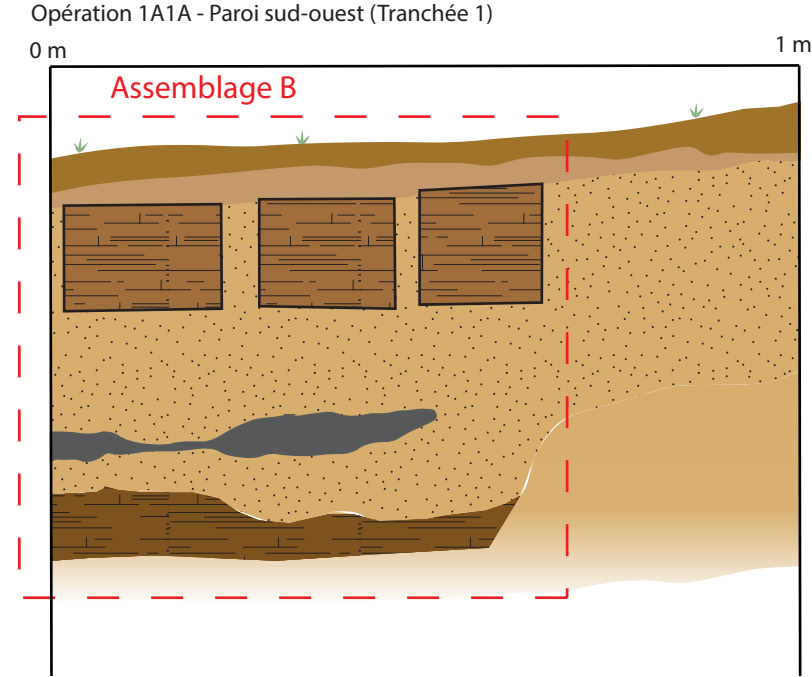 Opération 1A1A - Paroi sud-ouest (Tranchée 1)
0 m
1 m
Assemblage B